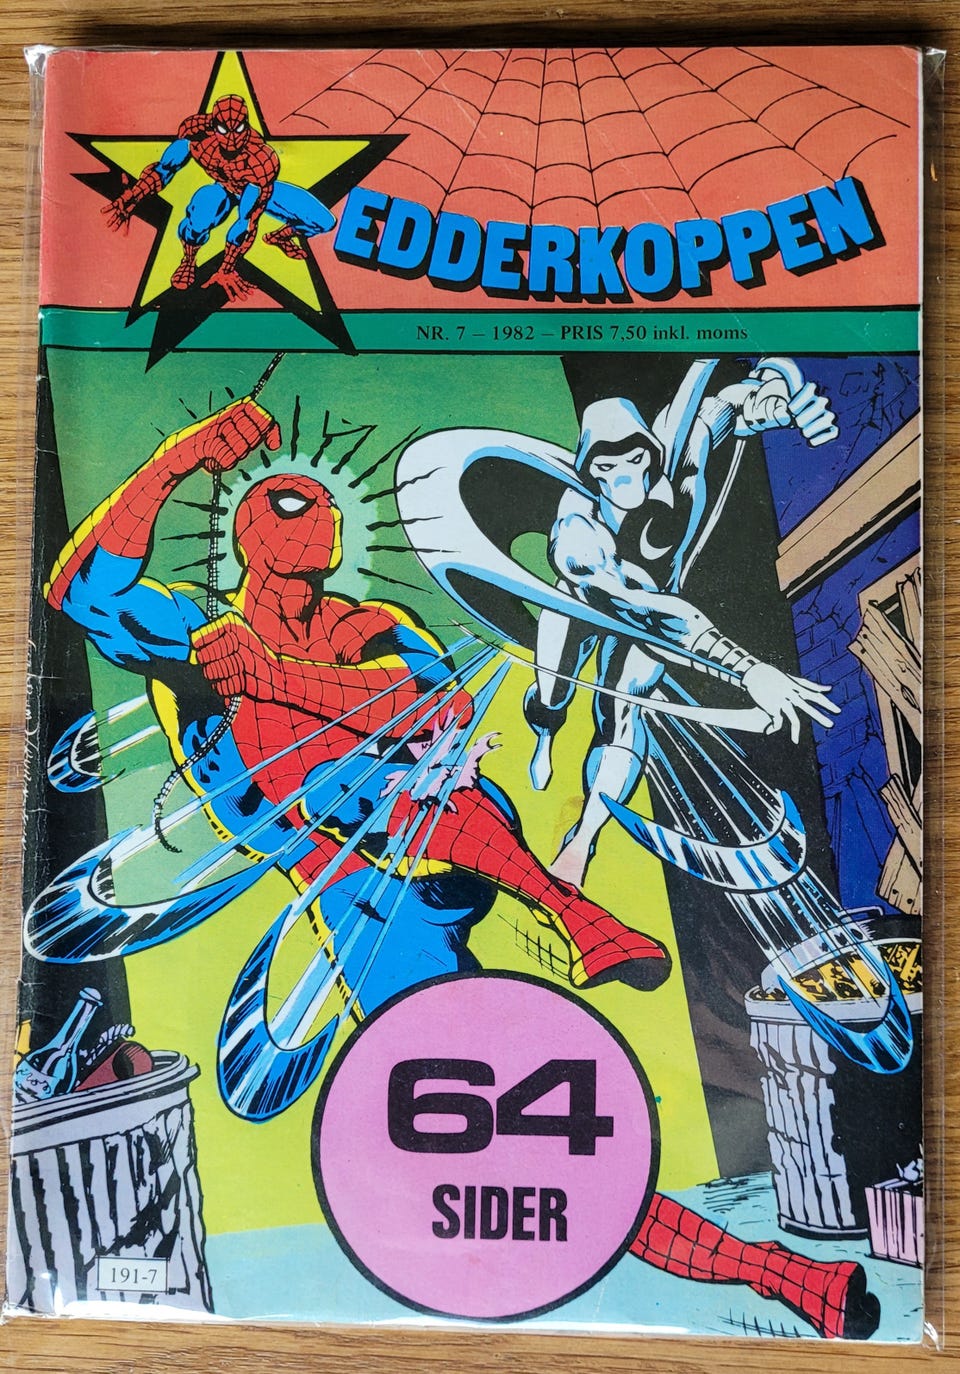 EDDERKOPPEN
NR. 7 – 1982 – PRIS 7,50 inkl. moms
64
SIDER
191-7